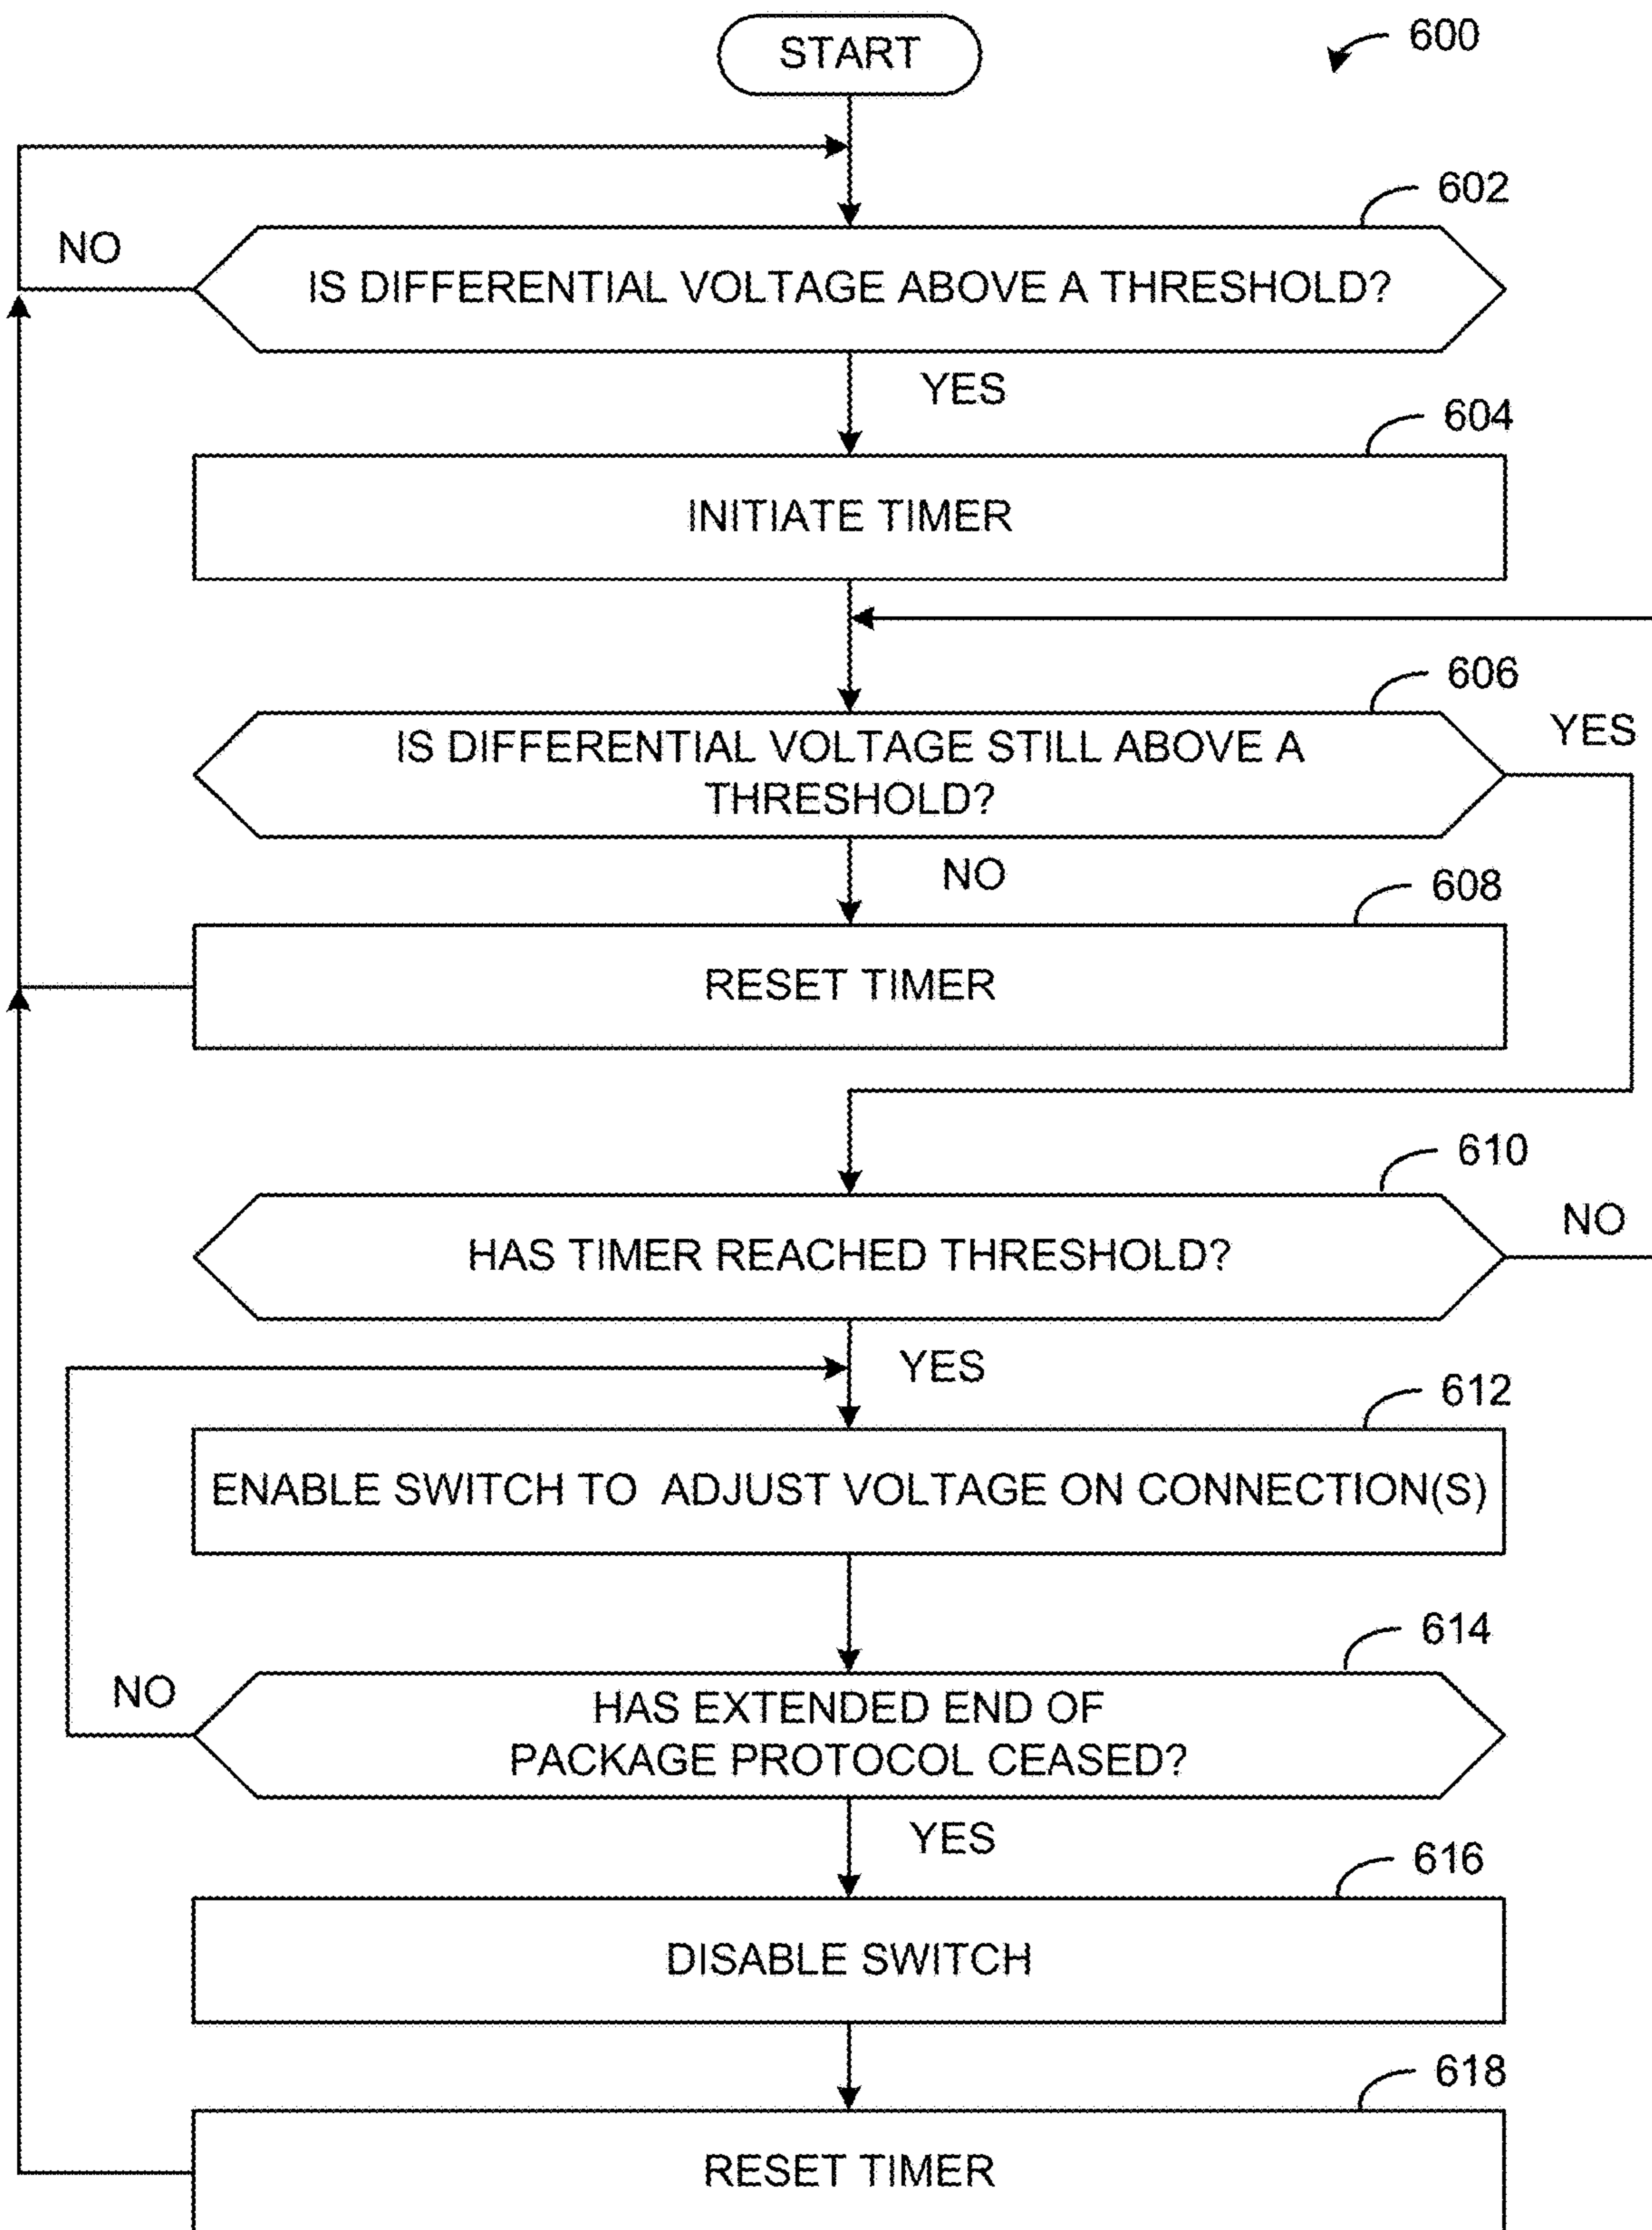 START
600
602
NO
IS DIFFERENTIAL VOLTAGE ABOVE A THRESHOLD?
YES
604
INITIATE TIMER
606
YES
IS DIFFERENTIAL VOLTAGE STILL ABOVE A
THRESHOLD?
NO
608
RESET TIMER
610
NO
HAS TIMER REACHED THRESHOLD?
YES
612
ENABLE SWITCH TO ADJUST VOLTAGE ON CONNECTION(S)
614
NO
HAS EXTENDED END OF
PACKAGE PROTOCOL CEASED?
YES
616
DISABLE SWITCH
618
RESET TIMER